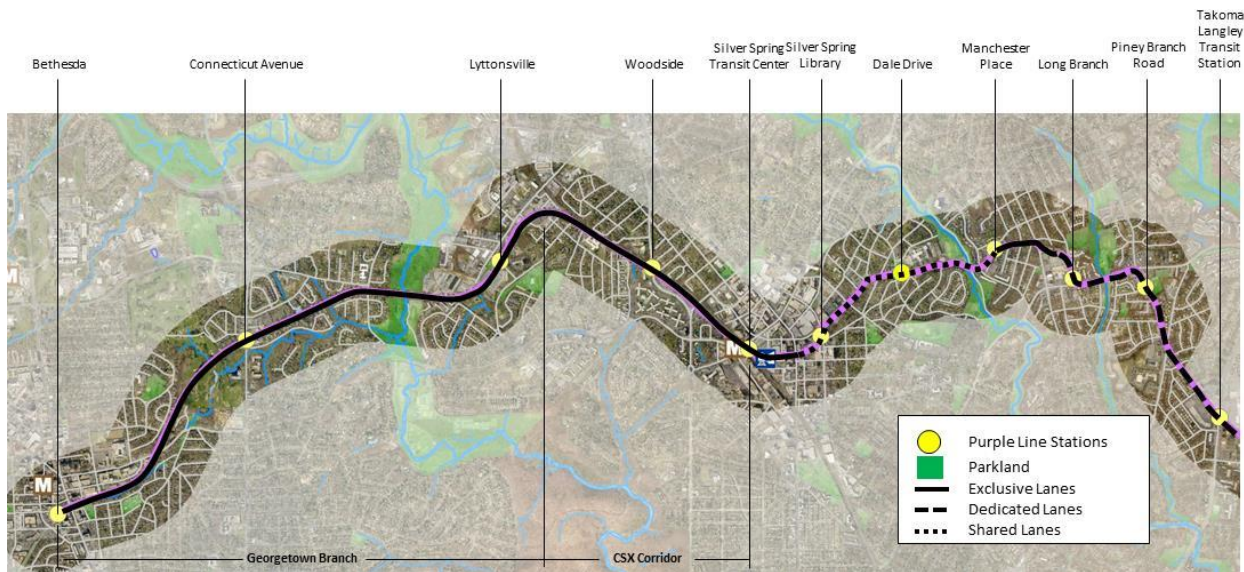 Bethesda
Connecticut Avenue
Lyttonsville
Woodside
Silver Spring
Transit Center
Silver Spring
Library
Dale Drive
Manchester
Place
Long Branch
Piney Branch
Road
Takoma
Langley
Transit
Station
M
M
M
Purple Line Stations
Parkland
Exclusive Lanes
Dedicated Lanes
Shared Lanes
Georgetown Branch
CSX Corridor